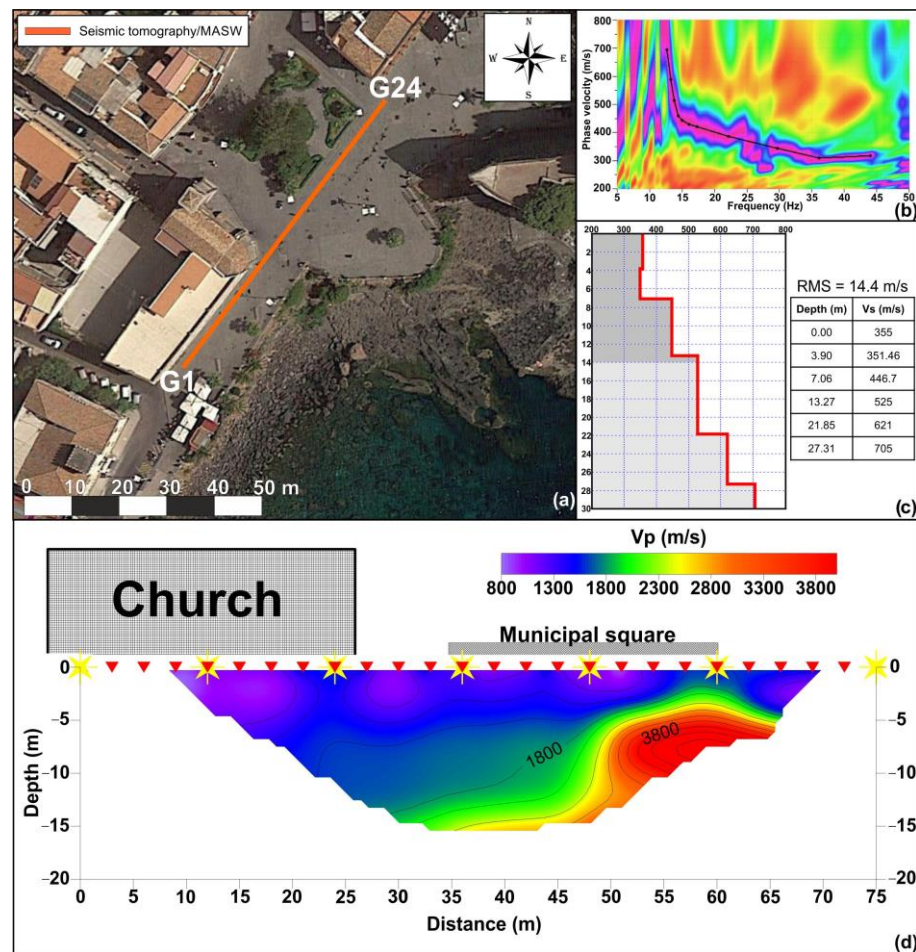 Seismic tomography/MASW
N
W E
S
G24
G1
0 10 20 30 40 50 m
(a)
Phase velocity (m/s)
800
700
600
500
400
300
200
5 10 15 20 25 30 35 40 45 50
Frequency (Hz)
(b)
200 300 400 500 600 700 800
2
4
6
8
10
12
14
16
18
20
22
24
26
28
30
RMS = 14.4 m/s
Depth (m) Vs (m/s)
0.00 355
3.90 351.46
7.06 446.7
13.27 525
21.85 621
27.31 705
(c)
Vp (m/s)
800 1300 1800 2300 2800 3300 3800
Church
Municipal square
0 0
−5 −5
−10 −10
−15 −15
−20 −20
Depth (m)
1800
3800
0 5 10 15 20 25 30 35 40 45 50 55 60 65 70 75
Distance (m)
(d)